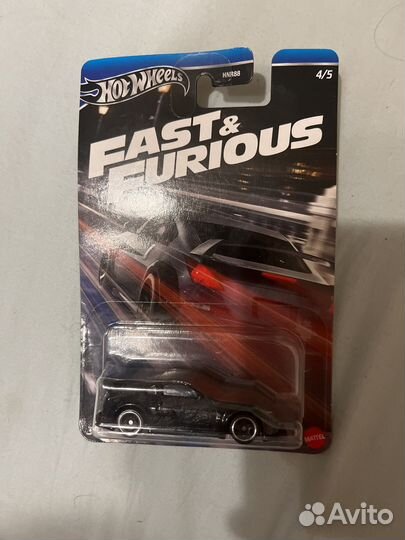 HOT WHEELS
HNR88
4/5
FAST &
FURIOUS
MATTEL
Avito